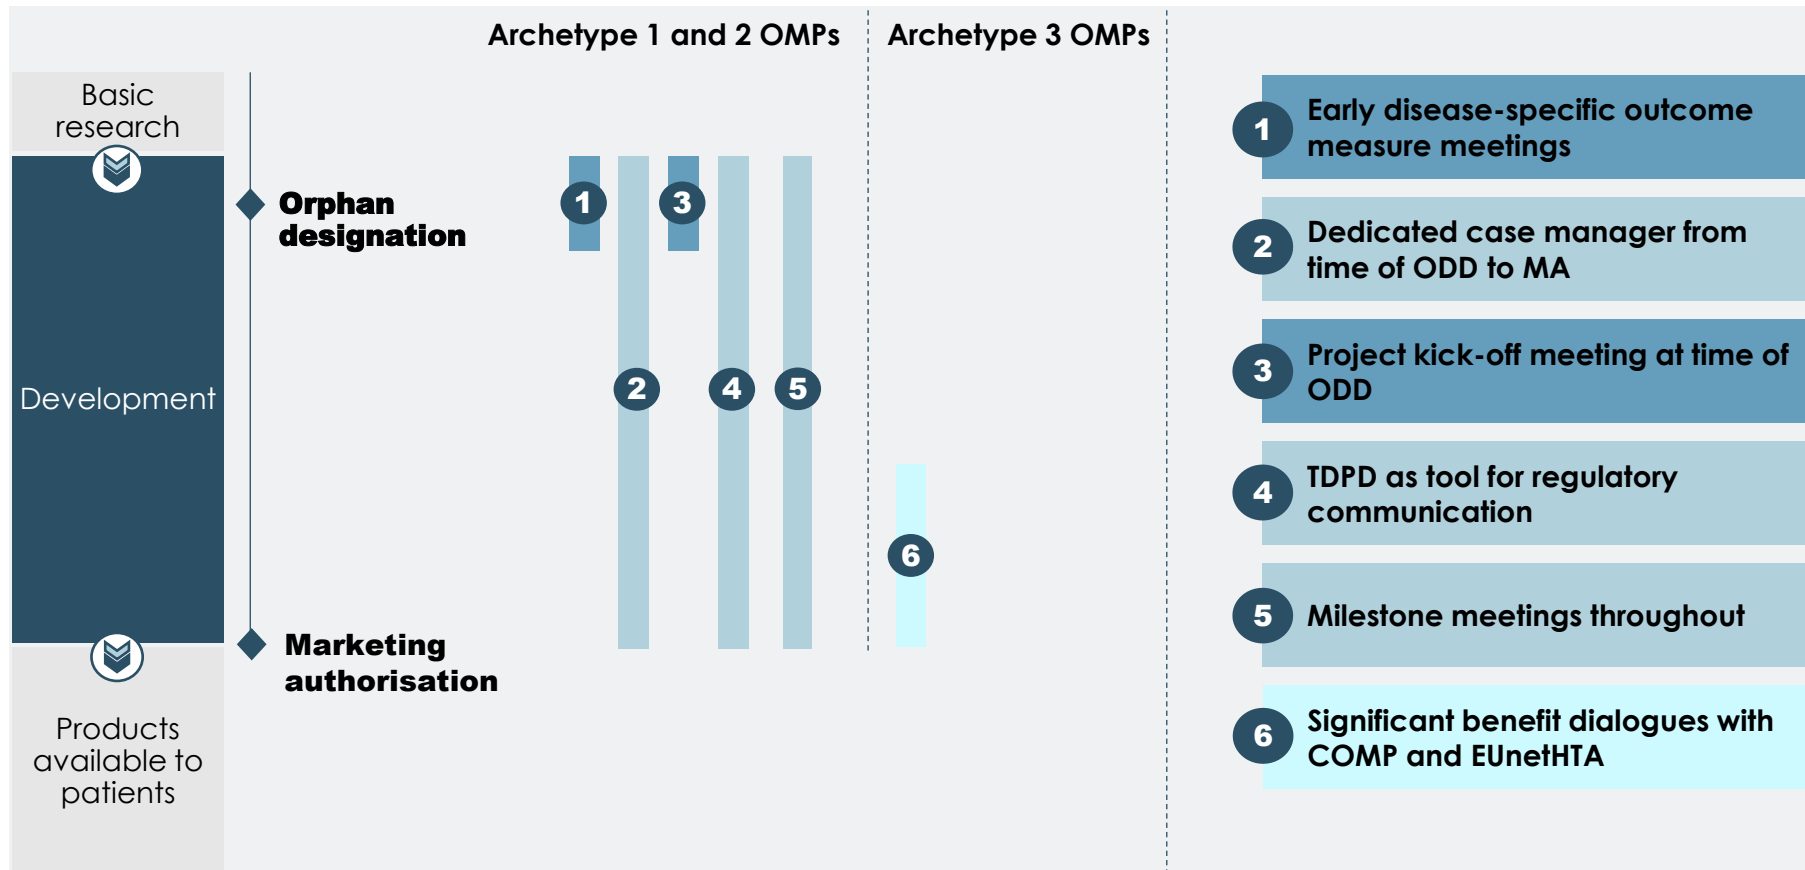 Archetype 1 and 2 OMPs
Archetype 3 OMPs
Basic
research
Development
Products
available to
patients
Orphan
designation
Marketing
authorisation
1
3
2
4
5
6
1
Early disease-specific outcome
measure meetings
2
Dedicated case manager from
time of ODD to MA
3
Project kick-off meeting at time of
ODD
4
TDPD as tool for regulatory
communication
5
Milestone meetings throughout
6
Significant benefit dialogues with
COMP and EUnetHTA